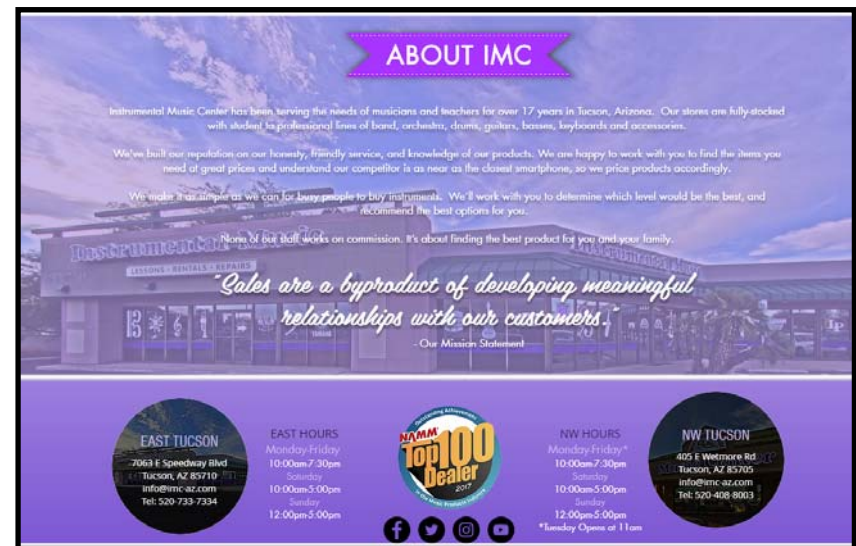 ABOUT IMC
Instrumental Music Center has been serving the needs of musicians and teachers for over 17 years in Tucson, Arizona. Our stores are fully-stocked
with student to professional lines of band, orchestra, drums, guitars, basses, keyboards and accessories.
We've built our reputation on our honesty, friendly service, and knowledge of our products. We are happy to work with you to find the items you
need at great prices and understand our competitor is as near as the closest smartphone, so we price products accordingly.
We make it as simple as we can for busy people to buy instruments. We'll work with you to determine which level would be the best, and
recommend the best options for you.
None of our staff works on commission. It's about finding the best product for you and your family.
Instrumental Music
LESSONS - RENTALS - REPAIRS
"Sales are a byproduct of developing meaningful
relationships with our customers."
- Our Mission Statement
EAST TUCSON
7063 E Speedway Blvd
Tucson, AZ 85710
info@imc-az.com
Tel: 520-733-7334
EAST HOURS
Monday-Friday
10:00am-7:30pm
Saturday
10:00am-5:00pm
Sunday
12:00pm-5:00pm
Outstanding Achievement
NAMM
Top 100
Dealer
2017
in the Music Products Industry
NW HOURS
Monday-Friday*
10:00am-7:30pm
Saturday
10:00am-5:00pm
Sunday
12:00pm-5:00pm
*Tuesday Opens at 11am
NW TUCSON
405 E Wetmore Rd
Tucson, AZ 85705
info@imc-az.com
Tel: 520-408-8003